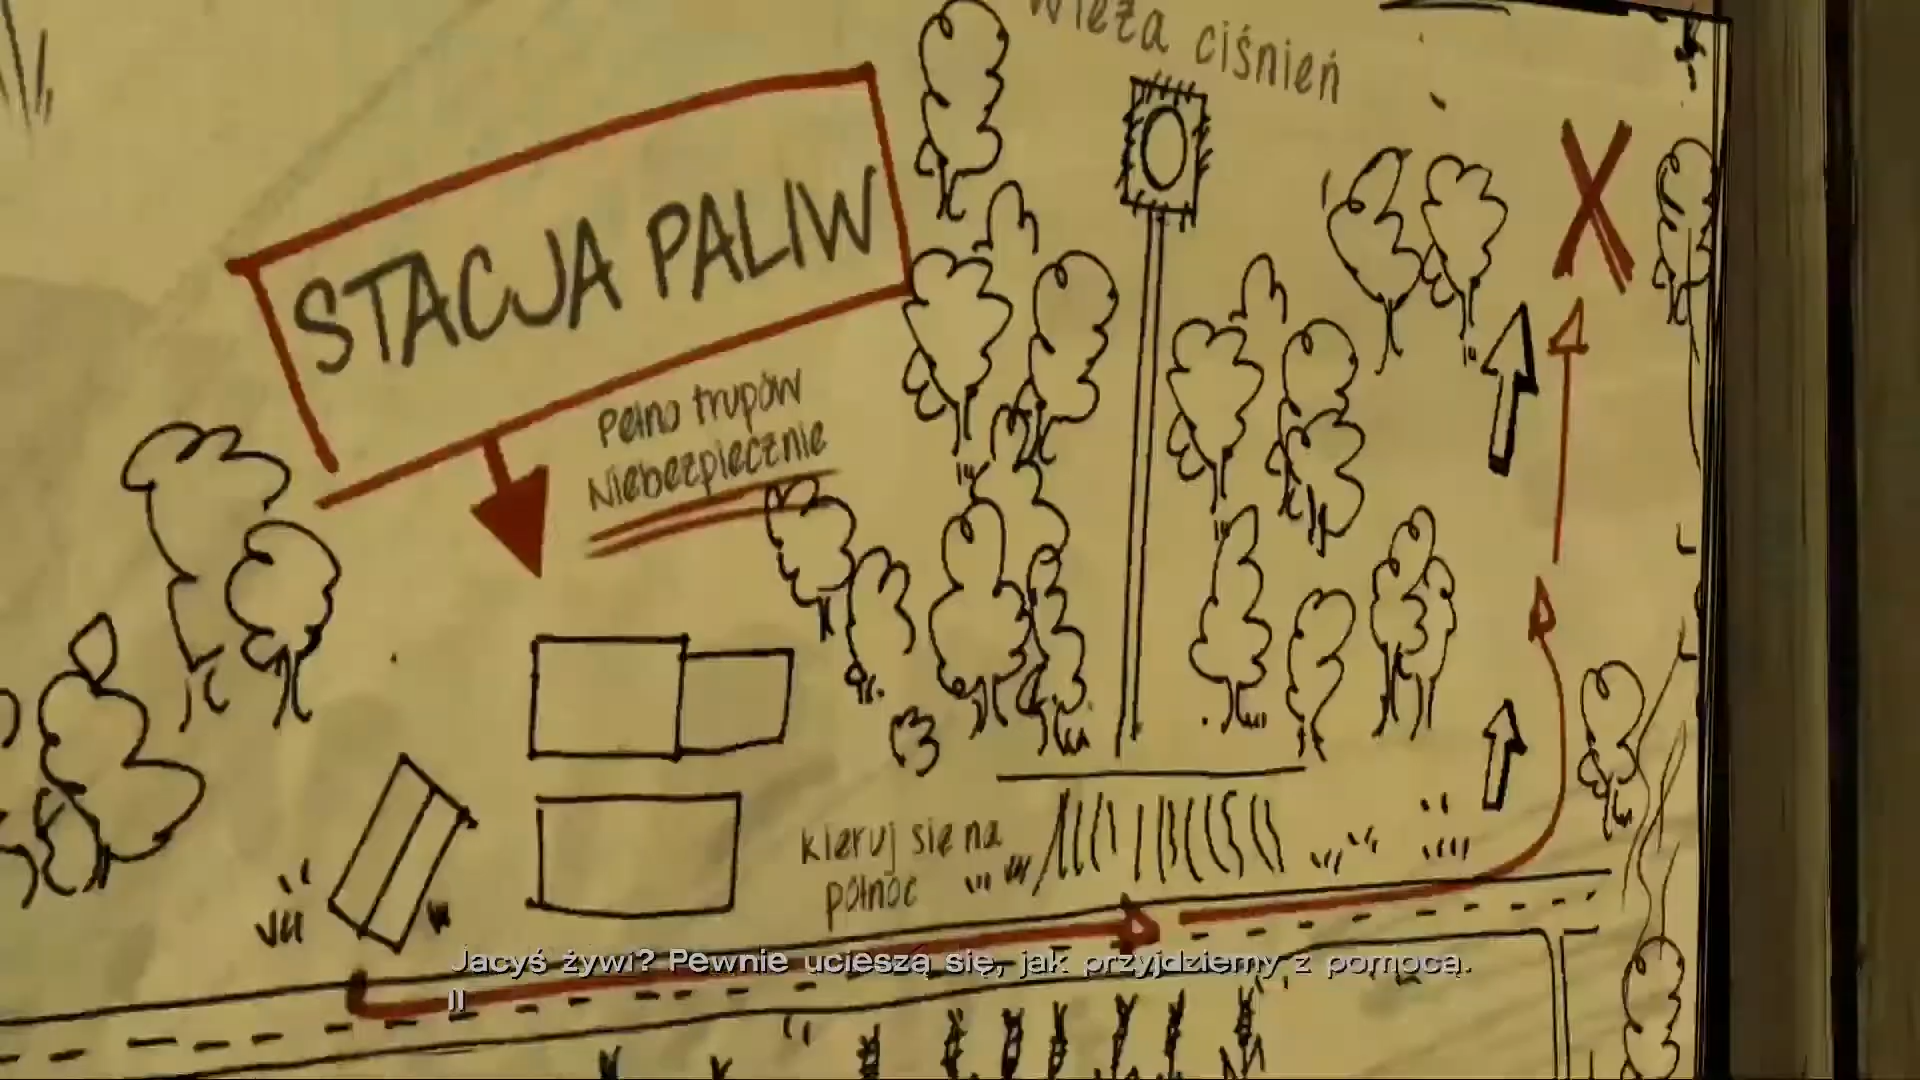 Wieża ciśnień
STACJA PALIW
Pełno trupów
Niebezpiecznie
kieruj się na
północ
Jacyś żywi? Pewnie ucieszą się, jak przyjdziemy z pomocą.